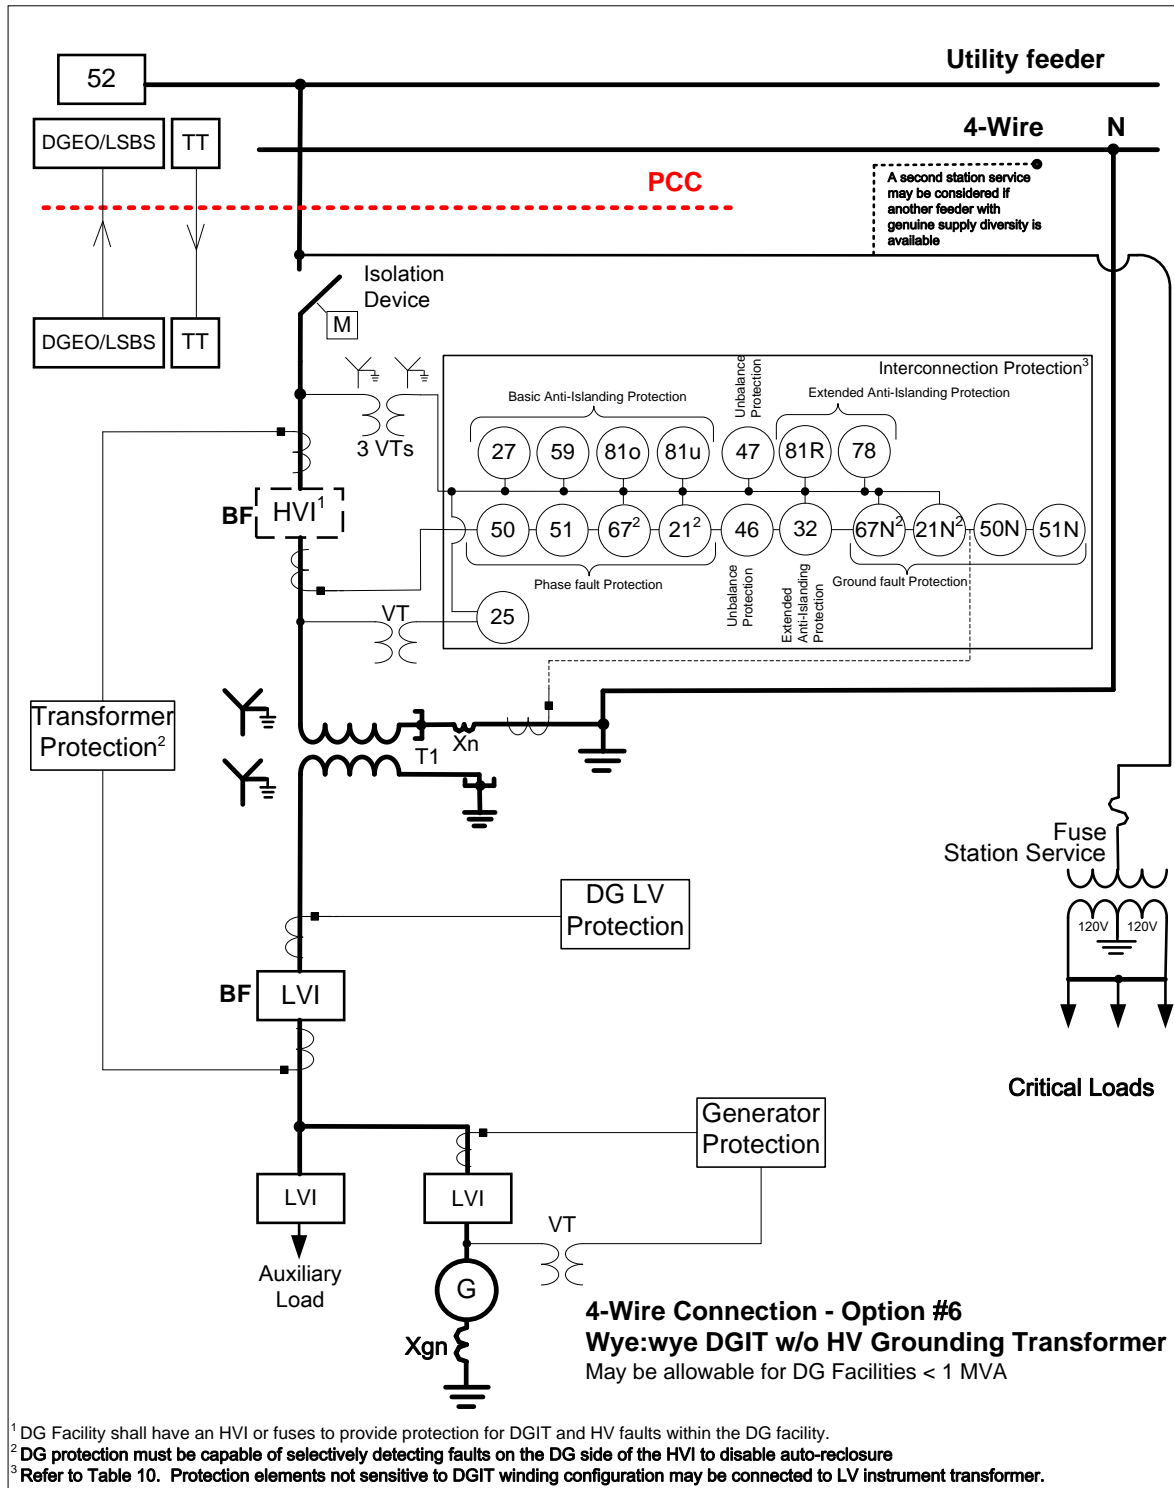 52
Utility feeder
DGEO/LSBS
TT
4-Wire
N
PCC
A second station service
may be considered if
another feeder with
genuine supply diversity is
available
Isolation
Device
M
DGEO/LSBS
TT
Interconnection Protection³
Basic Anti-Islanding Protection
Unbalance
Protection
Extended Anti-Islanding Protection
3 VTs
27
59
81o
81u
47
81R
78
BF
HVI¹
50
51
67²
21²
46
32
67N²
21N²
50N
51N
Phase fault Protection
Unbalance
Protection
Extended
Anti-Islanding
Protection
Ground fault Protection
VT
25
Transformer
Protection²
T1
Xn
Fuse
Station Service
120V
120V
DG LV
Protection
BF
LVI
Critical Loads
Generator
Protection
LVI
LVI
VT
Auxiliary
Load
G
Xgn
4-Wire Connection - Option #6
Wye:wye DGIT w/o HV Grounding Transformer
May be allowable for DG Facilities < 1 MVA
¹ DG Facility shall have an HVI or fuses to provide protection for DGIT and HV faults within the DG facility.
² DG protection must be capable of selectively detecting faults on the DG side of the HVI to disable auto-reclosure
³ Refer to Table 10. Protection elements not sensitive to DGIT winding configuration may be connected to LV instrument transformer.